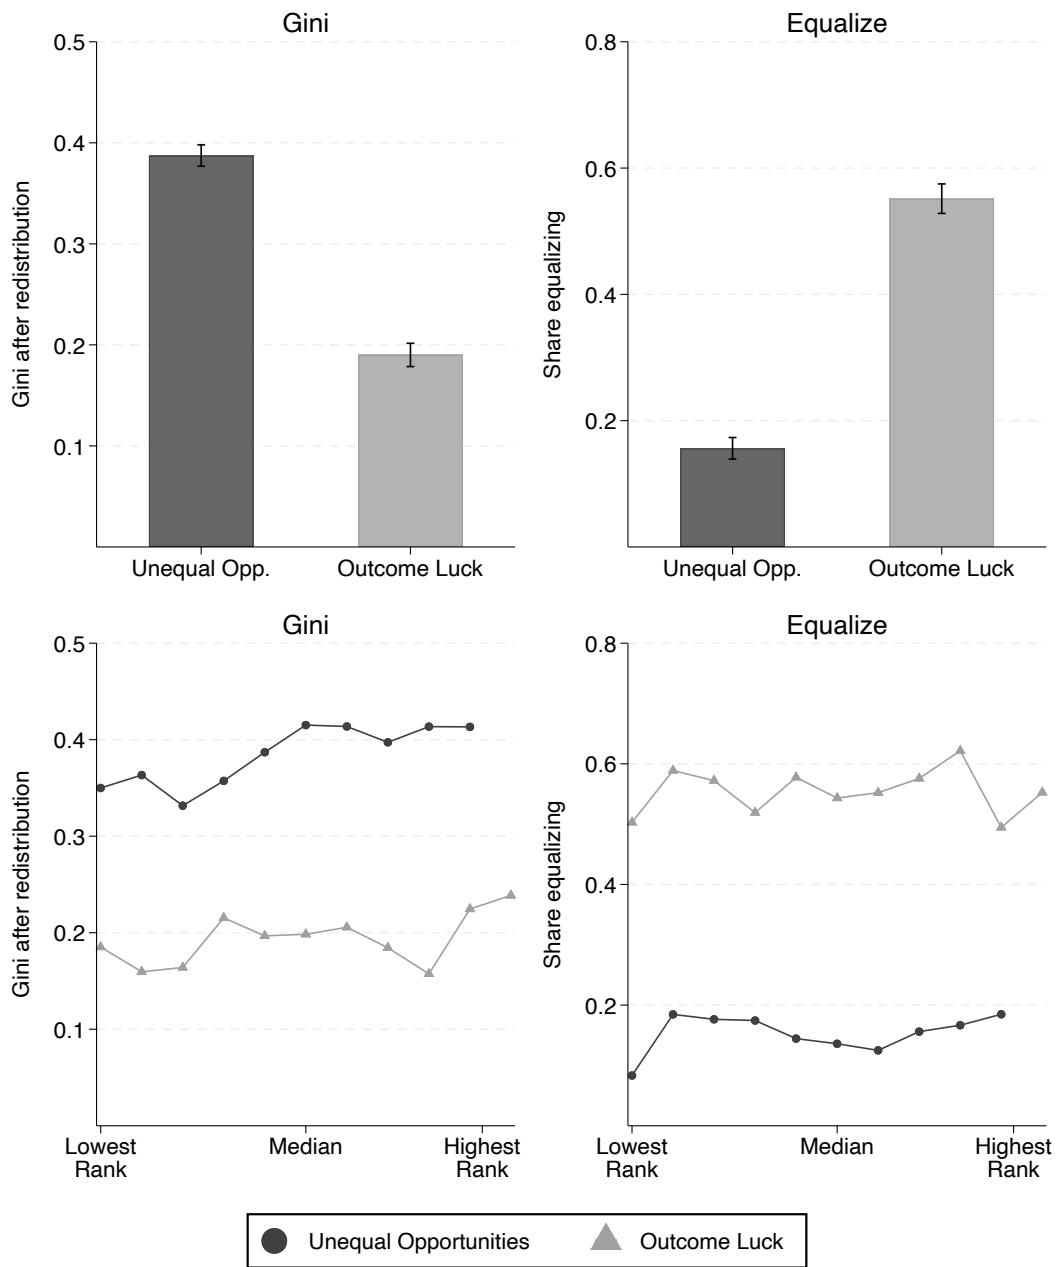 Gini
0.5
0.4
0.3
0.2
0.1
Gini after redistribution
Unequal Opp.
Outcome Luck
Equalize
0.8
0.6
0.4
0.2
Share equalizing
Unequal Opp.
Outcome Luck
Gini
0.5
0.4
0.3
0.2
0.1
Gini after redistribution
Lowest
Rank
Median
Highest
Rank
Equalize
0.8
0.6
0.4
0.2
Share equalizing
Lowest
Rank
Median
Highest
Rank
Unequal Opportunities
Outcome Luck